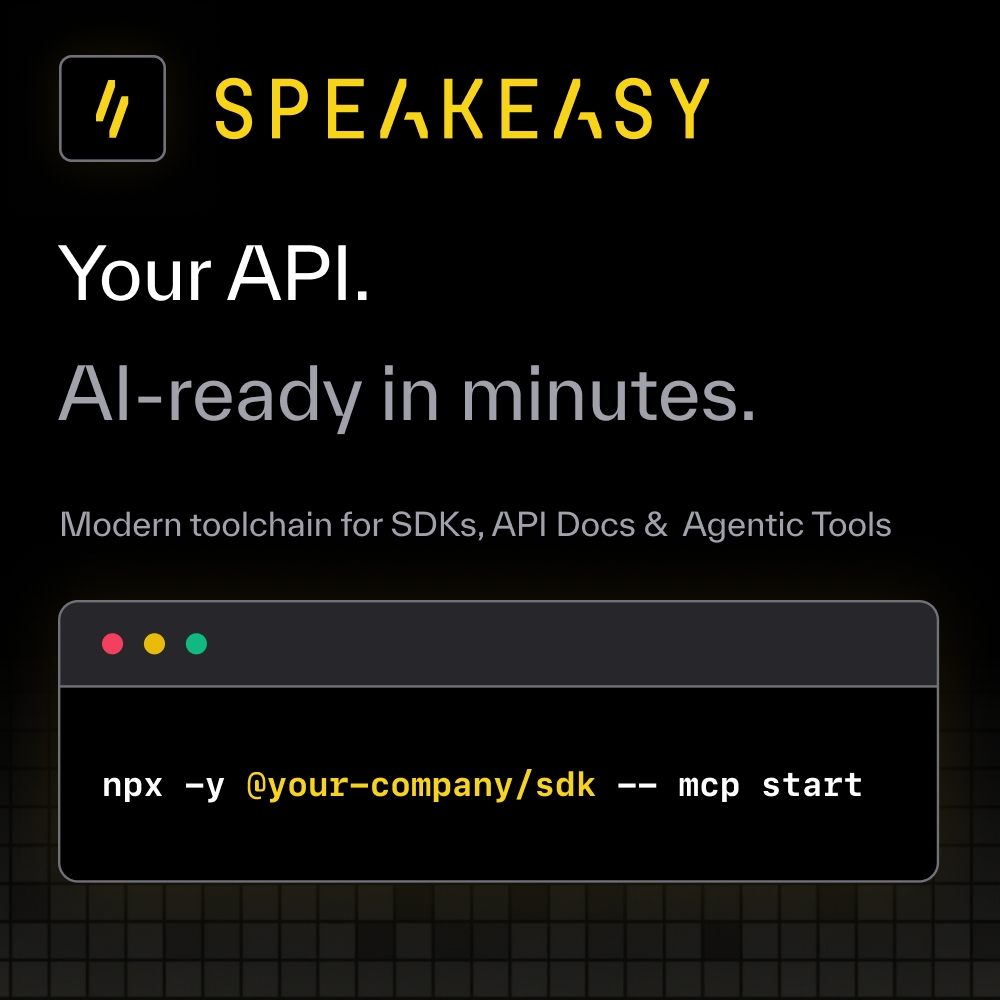 SPEAKEASY
Your API.
AI-ready in minutes.
Modern toolchain for SDKs, API Docs & Agentic Tools
npx -y @your-company/sdk -- mcp start